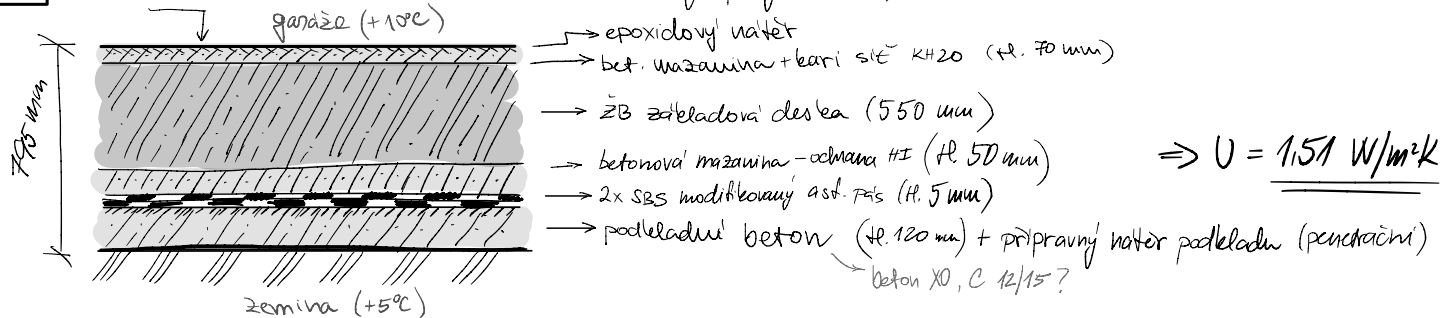 garáže (+10°C)
epoxidový nátěr
bet. mazanina + kari síť KH20 (tl. 70 mm)
795 mm
ŽB základová deska (550 mm)
betonová mazanina - ochrana HI (tl. 50 mm)
⇒ U = 1,51 W/m²K
2x SBS modifikovaný asf. pás (tl. 5 mm)
podkladní beton (tl. 120 mm) + přípravný nátěr podkladu (penetrační)
beton X0, C 12/15?
zemina (+5°C)